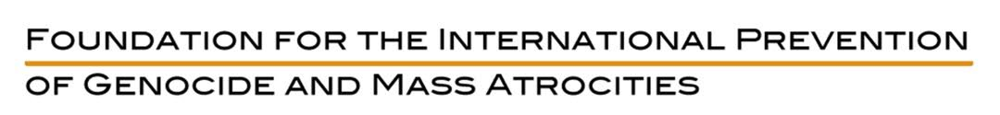 Foundation for the International Prevention
of Genocide and Mass Atrocities